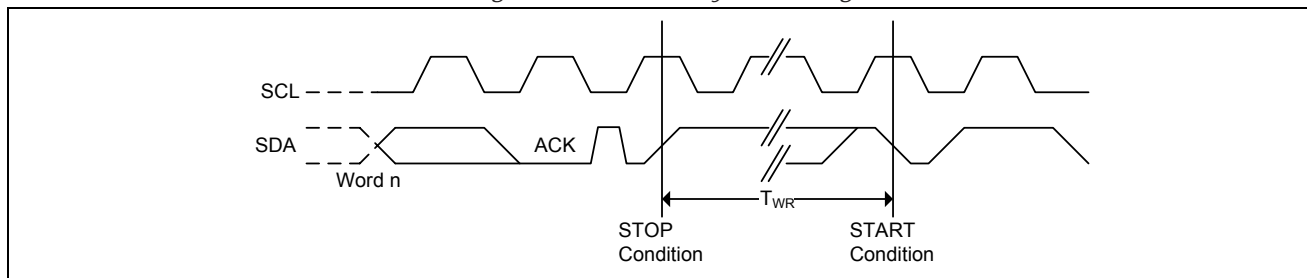 SCL
SDA
ACK
Word n
TWR
STOP
Condition
START
Condition